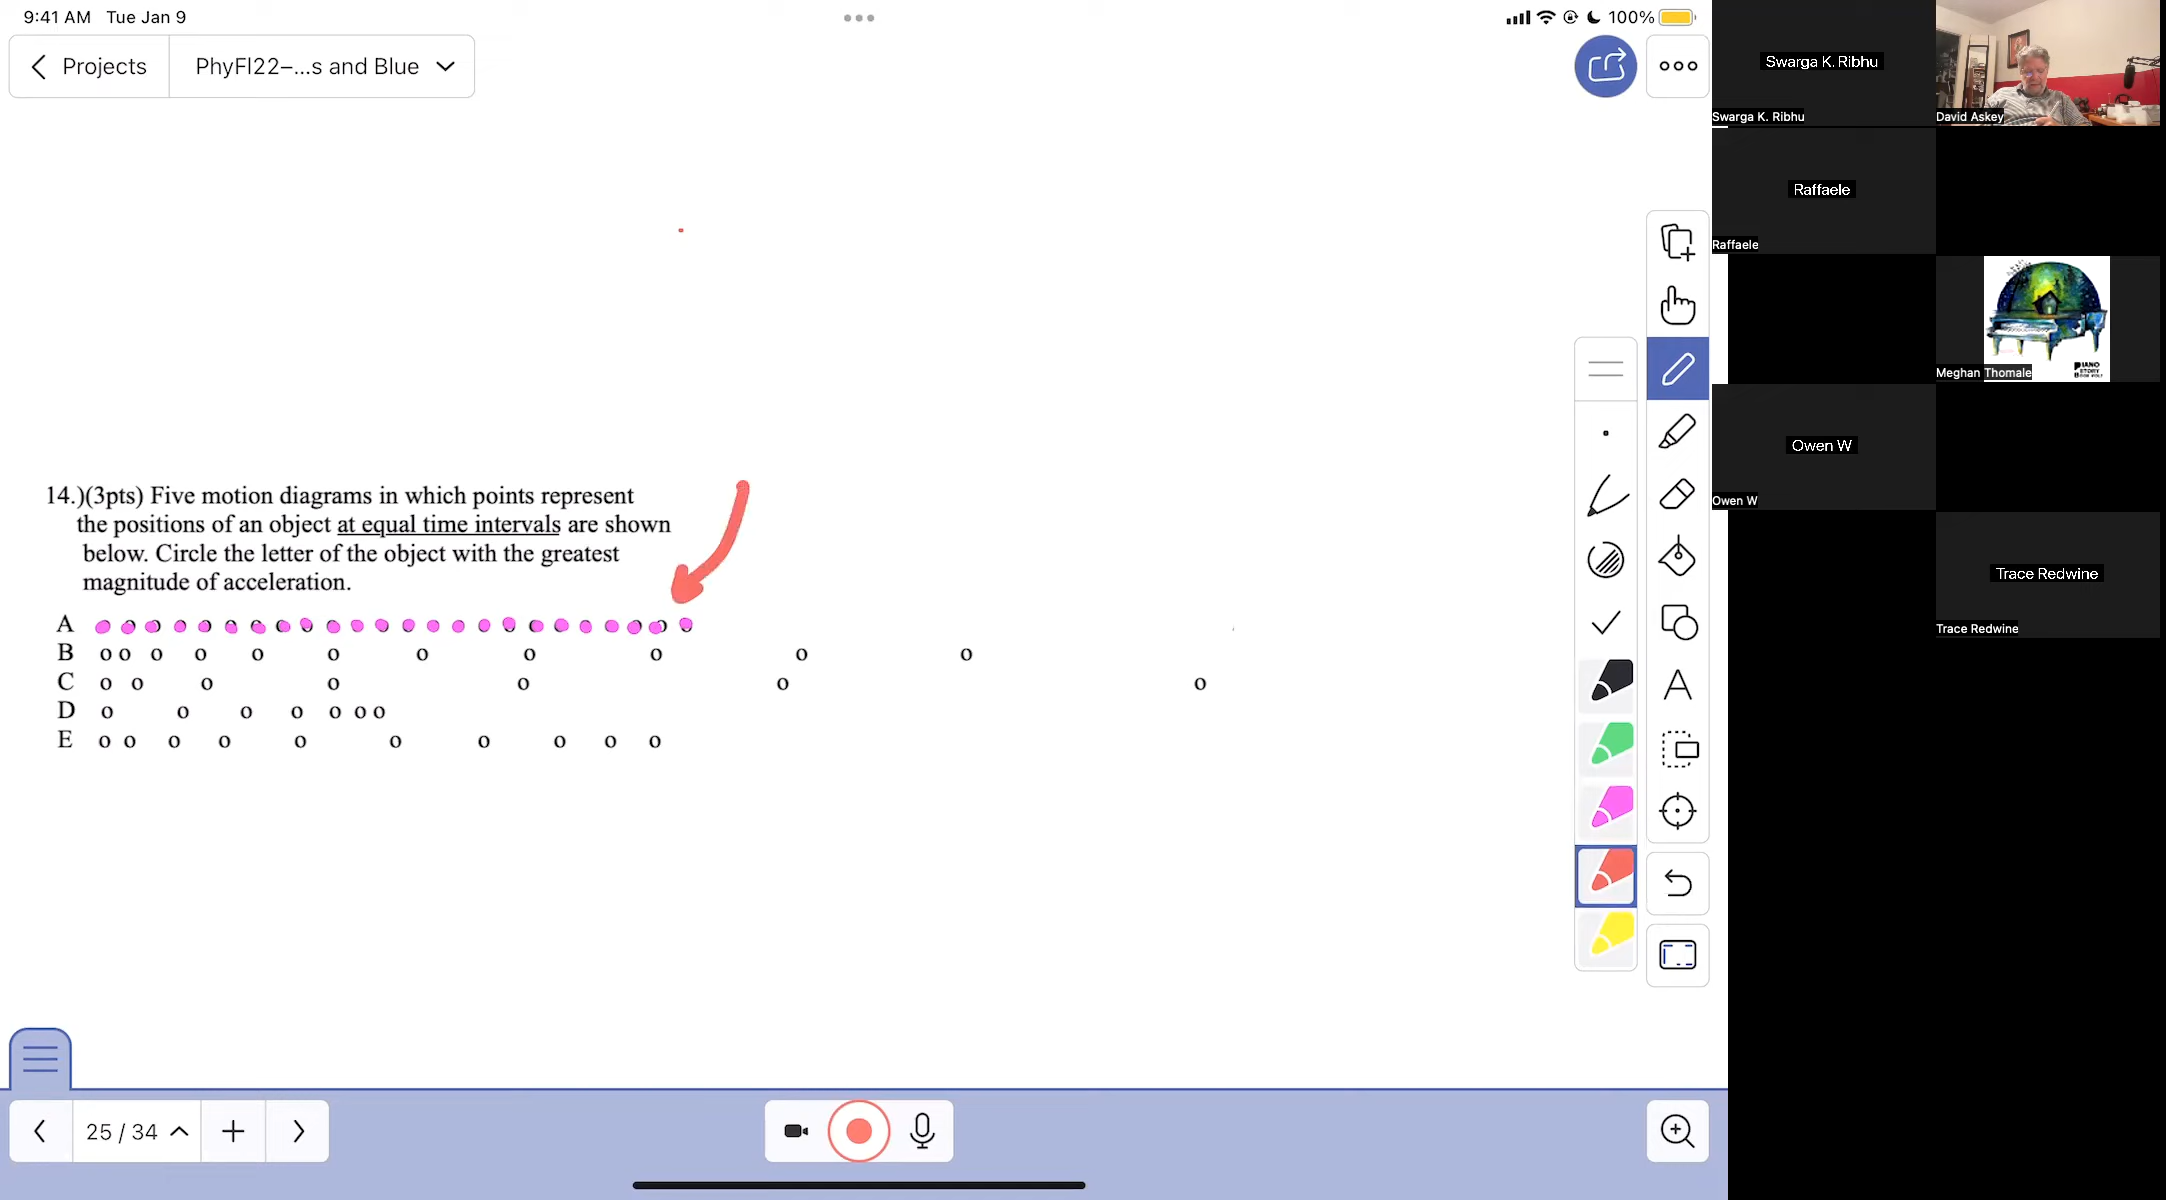 9:41 AM Tue Jan 9
100%
Projects
PhyFl22–...s and Blue
14.)(3pts) Five motion diagrams in which points represent
the positions of an object at equal time intervals are shown
below. Circle the letter of the object with the greatest
magnitude of acceleration.
A
B o o o o o o o o o o o
C o o o o o o o
D o o o o o o o
E o o o o o o o o o o
25 / 34
A
Swarga K. Ribhu
Swarga K. Ribhu
David Askey
Raffaele
Raffaele
Meghan Thomale
Owen W
Owen W
Trace Redwine
Trace Redwine